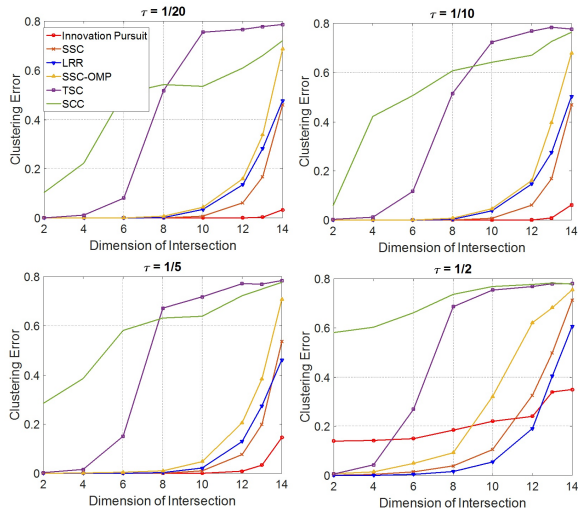 τ = 1/20
0.8
0.6
0.4
0.2
0
Clustering Error
Innovation Pursuit
SSC
LRR
SSC-OMP
TSC
SCC
2 4 6 8 10 12 14
Dimension of Intersection
τ = 1/10
0.8
0.6
0.4
0.2
0
Clustering Error
2 4 6 8 10 12 14
Dimension of Intersection
τ = 1/5
0.8
0.6
0.4
0.2
0
Clustering Error
2 4 6 8 10 12 14
Dimension of Intersection
τ = 1/2
0.8
0.6
0.4
0.2
0
Clustering Error
2 4 6 8 10 12 14
Dimension of Intersection